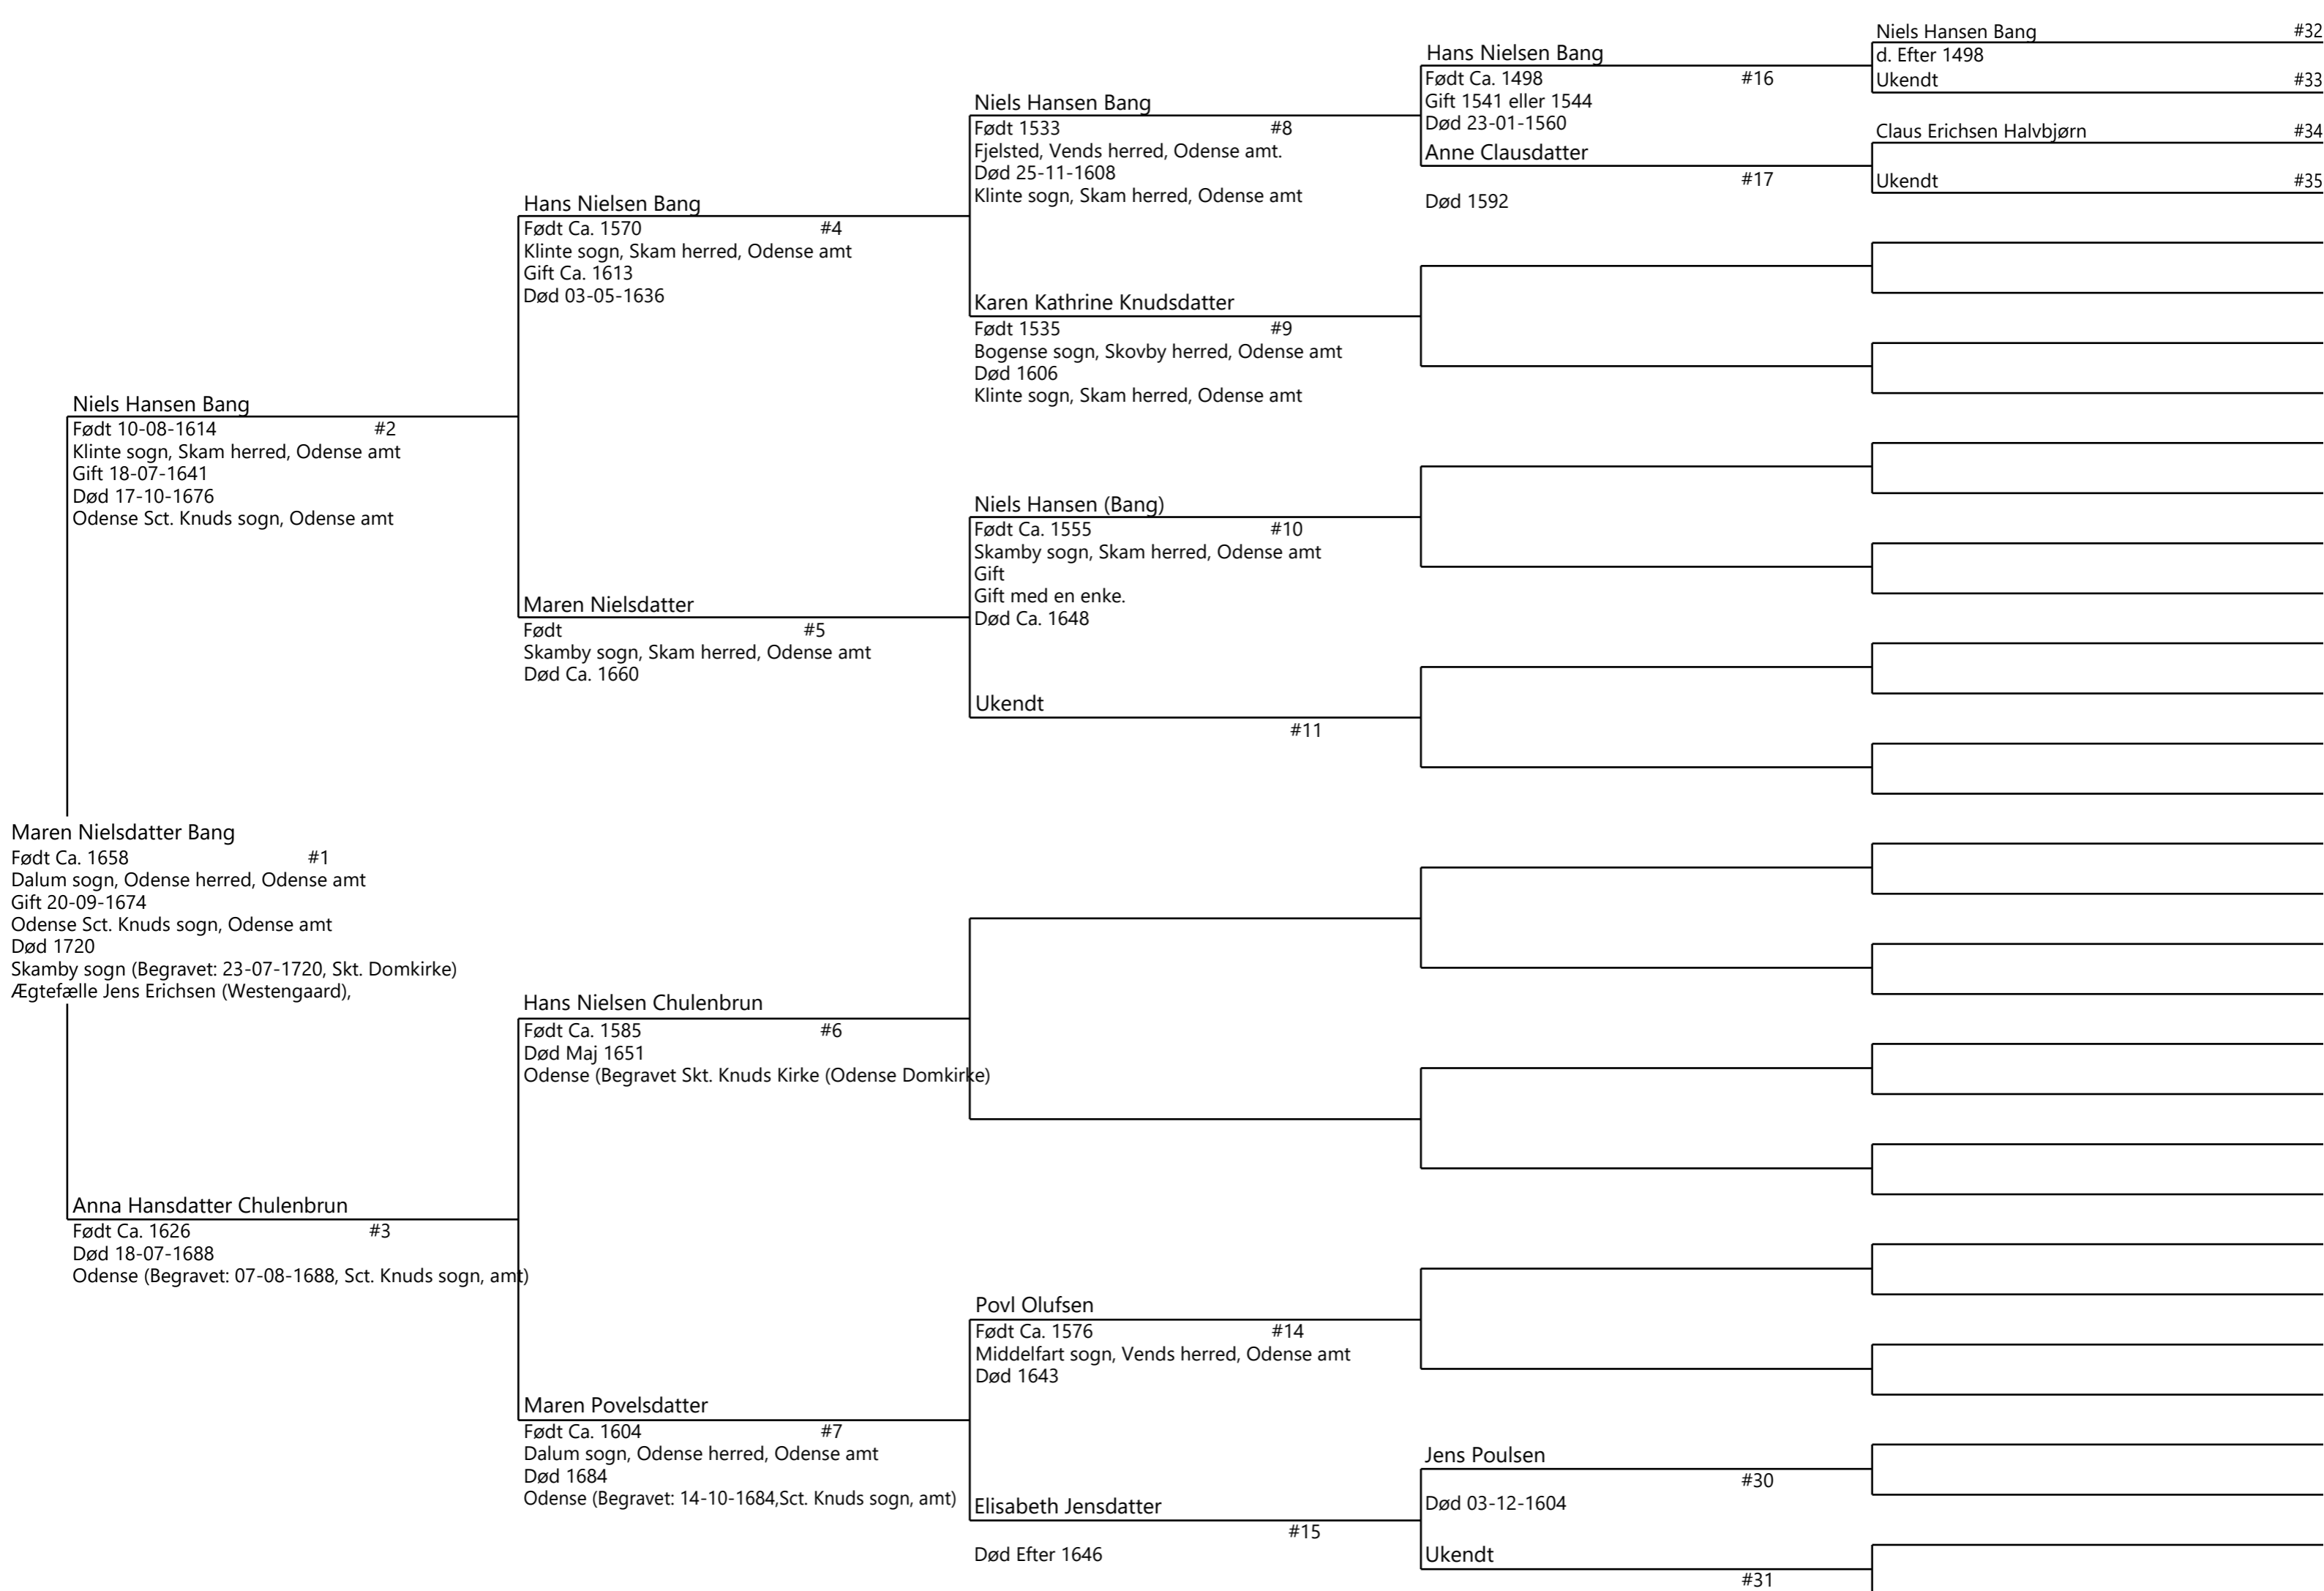 Niels Hansen Bang #32
d. Efter 1498
Ukendt #33
Claus Erichsen Halvbjørn #34
Ukendt #35
Hans Nielsen Bang
Født Ca. 1498 #16
Gift 1541 eller 1544
Død 23-01-1560
Anne Clausdatter
#17
Død 1592
Niels Hansen Bang
Født 1533 #8
Fjelsted, Vends herred, Odense amt.
Død 25-11-1608
Klinte sogn, Skam herred, Odense amt
Karen Kathrine Knudsdatter
Født 1535 #9
Bogense sogn, Skovby herred, Odense amt
Død 1606
Klinte sogn, Skam herred, Odense amt
Hans Nielsen Bang
Født Ca. 1570 #4
Klinte sogn, Skam herred, Odense amt
Gift Ca. 1613
Død 03-05-1636
Niels Hansen Bang
Født 10-08-1614 #2
Klinte sogn, Skam herred, Odense amt
Gift 18-07-1641
Død 17-10-1676
Odense Sct. Knuds sogn, Odense amt
Niels Hansen (Bang)
Født Ca. 1555 #10
Skamby sogn, Skam herred, Odense amt
Gift
Gift med en enke.
Død Ca. 1648
Maren Nielsdatter
Født #5
Skamby sogn, Skam herred, Odense amt
Død Ca. 1660
Ukendt
#11
Maren Nielsdatter Bang
Født Ca. 1658 #1
Dalum sogn, Odense herred, Odense amt
Gift 20-09-1674
Odense Sct. Knuds sogn, Odense amt
Død 1720
Skamby sogn (Begravet: 23-07-1720, Skt. Domkirke)
Ægtefælle Jens Erichsen (Westengaard),
Hans Nielsen Chulenbrun
Født Ca. 1585 #6
Død Maj 1651
Odense (Begravet Skt. Knuds Kirke (Odense Domkirke)
Anna Hansdatter Chulenbrun
Født Ca. 1626 #3
Død 18-07-1688
Odense (Begravet: 07-08-1688, Sct. Knuds sogn, amt)
Povl Olufsen
Født Ca. 1576 #14
Middelfart sogn, Vends herred, Odense amt
Død 1643
Maren Povelsdatter
Født Ca. 1604 #7
Dalum sogn, Odense herred, Odense amt
Død 1684
Odense (Begravet: 14-10-1684,Sct. Knuds sogn, amt)
Elisabeth Jensdatter
#15
Død Efter 1646
Jens Poulsen
#30
Død 03-12-1604
Ukendt
#31